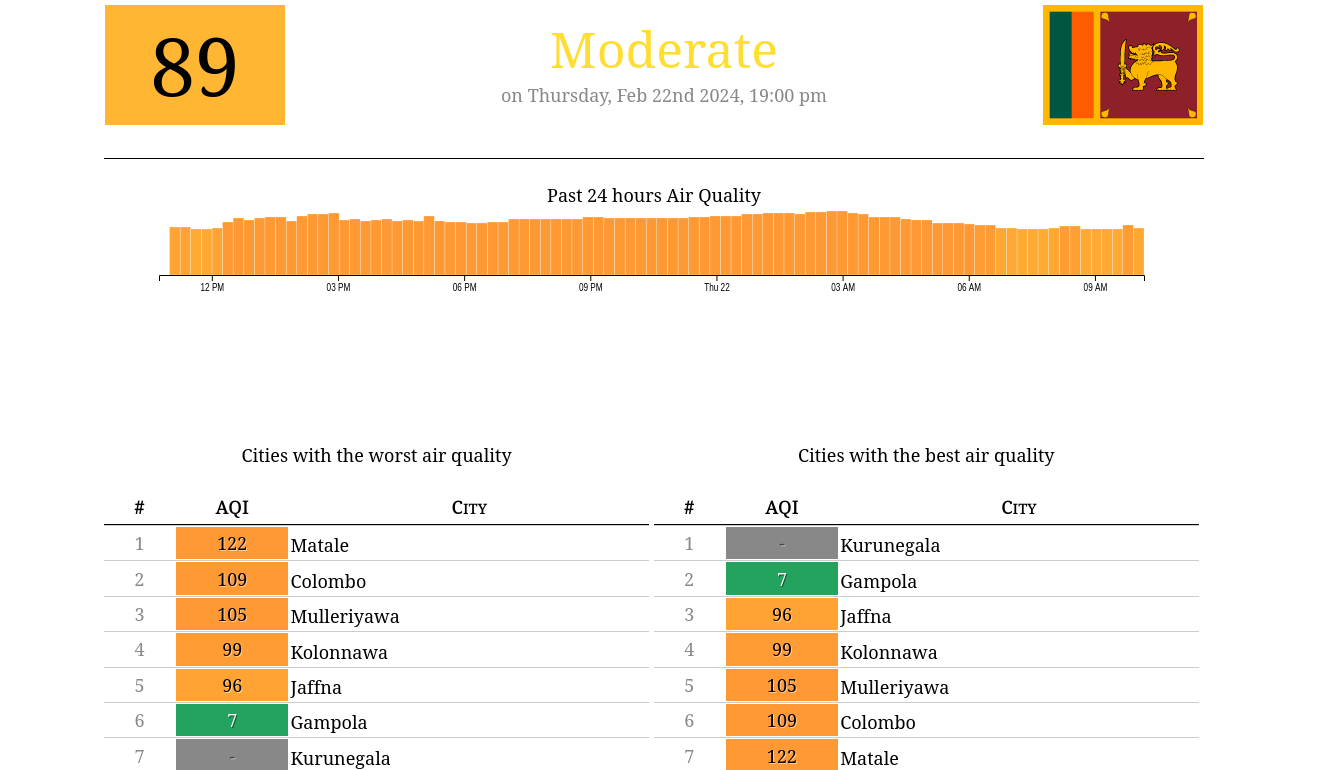 89
Moderate
on Thursday, Feb 22nd 2024, 19:00 pm
Past 24 hours Air Quality
12 PM 03 PM 06 PM 09 PM Thu 22 03 AM 06 AM 09 AM
Cities with the worst air quality
# AQI City
1 122 Matale
2 109 Colombo
3 105 Mulleriyawa
4 99 Kolonnawa
5 96 Jaffna
6 7 Gampola
7 - Kurunegala
Cities with the best air quality
# AQI City
1 - Kurunegala
2 7 Gampola
3 96 Jaffna
4 99 Kolonnawa
5 105 Mulleriyawa
6 109 Colombo
7 122 Matale